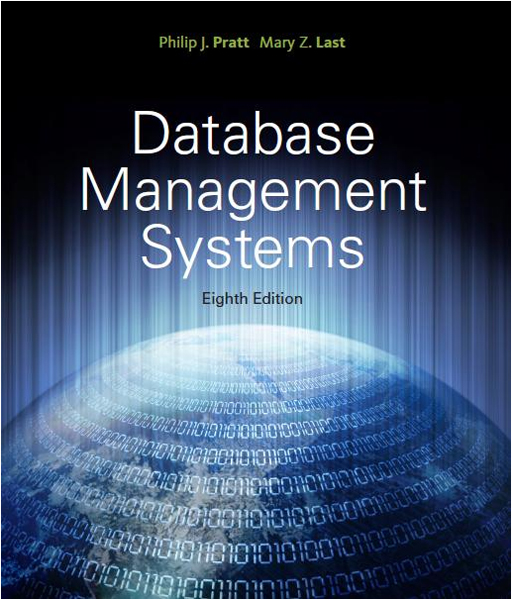 Philip J. Pratt Mary Z. Last
Database
Management
Systems
Eighth Edition